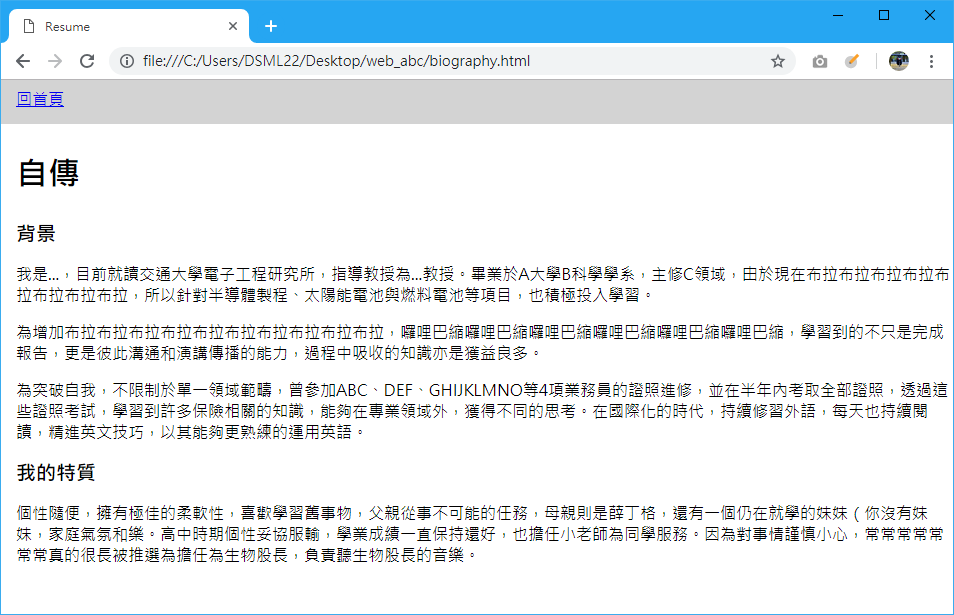 Resume
file:///C:/Users/DSML22/Desktop/web_abc/biography.html
回首頁
自傳
背景
我是...，目前就讀交通大學電子工程研究所，指導教授為...教授。畢業於A大學B科學學系，主修C領域，由於現在布拉布拉布拉布拉布
拉布拉布拉布拉，所以針對半導體製程、太陽能電池與燃料電池等項目，也積極投入學習。
為增加布拉布拉布拉布拉布拉布拉布拉布拉布拉布拉，囉哩巴縮囉哩巴縮囉哩巴縮囉哩巴縮囉哩巴縮囉哩巴縮，學習到的不只是完成
報告，更是彼此溝通和演講傳播的能力，過程中吸收的知識亦是獲益良多。
為突破自我，不限制於單一領域範疇，曾參加ABC、DEF、GHIJKLMNO等4項業務員的證照進修，並在半年內考取全部證照，透過這
些證照考試，學習到許多保險相關的知識，能夠在專業領域外，獲得不同的思考。在國際化的時代，持續修習外語，每天也持續閱
讀，精進英文技巧，以其能夠更熟練的運用英語。
我的特質
個性隨便，擁有極佳的柔軟性，喜歡學習舊事物，父親從事不可能的任務，母親則是薛丁格，還有一個仍在就學的妹妹（你沒有妹
妹，家庭氣氛和樂。高中時期個性妥協服輸，學業成績一直保持還好，也擔任小老師為同學服務。因為對事情謹慎小心，常常常常常
常常真的很長被推選為擔任為生物股長，負責聽生物股長的音樂。